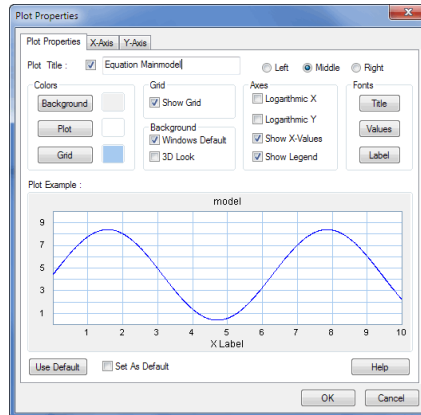 Plot Properties
Plot Properties X-Axis Y-Axis
Plot Title : Equation Mainmodel Left Middle Right
Colors Grid Axes Fonts
Background Show Grid Logarithmic X Title
Logarithmic Y
Plot Background Values
Windows Default Show X-Values
Grid 3D Look Show Legend Label
Plot Example :
model
9
7
5
3
1
1 2 3 4 5 6 7 8 9 10
X Label
Use Default Set As Default Help
OK Cancel